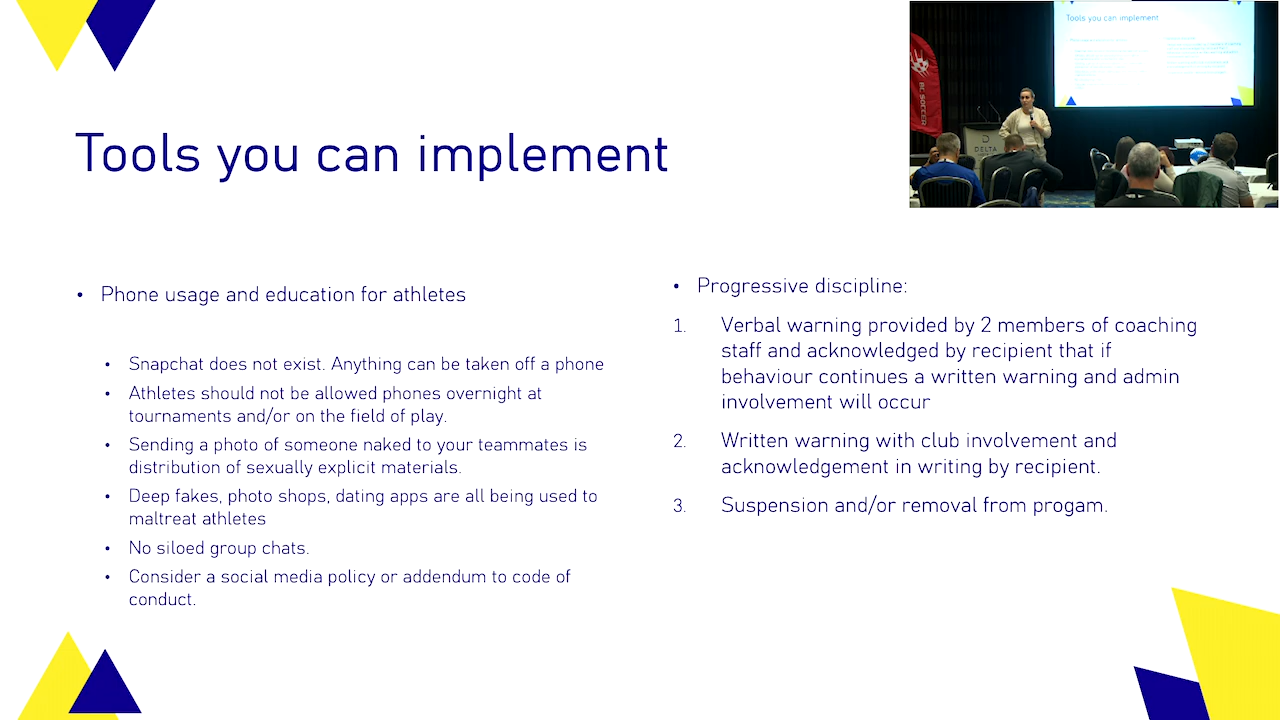 Tools you can implement
• Phone usage and education for athletes
• Snapchat does not exist. Anything can be taken off a phone
• Athletes should not be allowed phones overnight at
tournaments and/or on the field of play.
• Sending a photo of someone naked to your teammates is
distribution of sexually explicit materials.
• Deep fakes, photo shops, dating apps are all being used to
maltreat athletes
• No siloed group chats.
• Consider a social media policy or addendum to code of
conduct.
• Progressive discipline:
1. Verbal warning provided by 2 members of coaching
staff and acknowledged by recipient that if
behaviour continues a written warning and admin
involvement will occur
2. Written warning with club involvement and
acknowledgement in writing by recipient.
3. Suspension and/or removal from progam.
Tools you can implement
BC SOCCER
DELTA